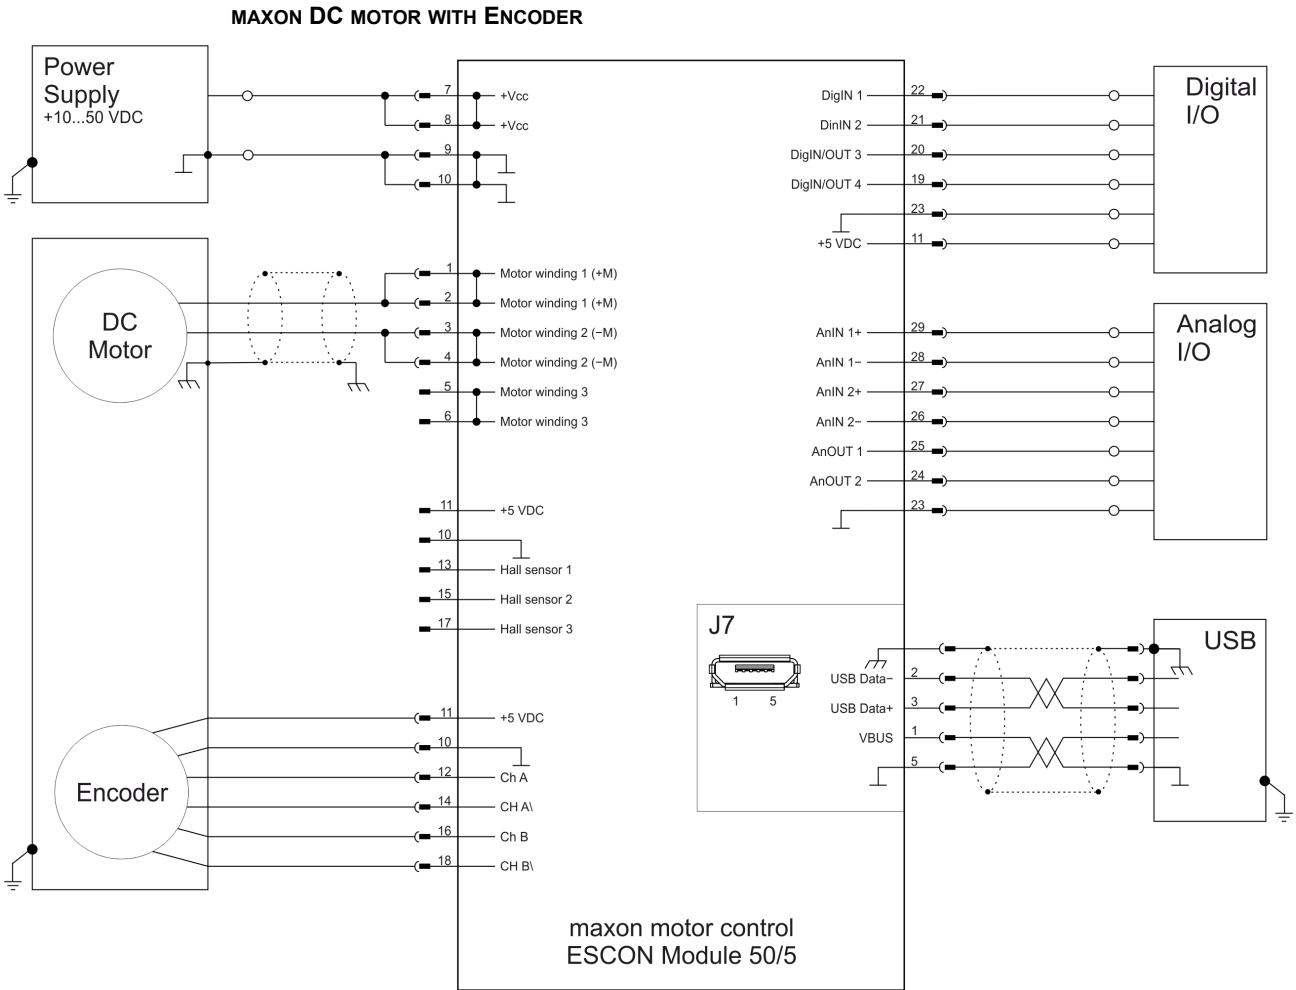 MAXON DC MOTOR WITH ENCODER
Power
Supply
+10...50 VDC
7
+Vcc
8
+Vcc
9
10
DC
Motor
1
Motor winding 1 (+M)
2
Motor winding 1 (+M)
3
Motor winding 2 (−M)
4
Motor winding 2 (−M)
5
Motor winding 3
6
Motor winding 3
11
+5 VDC
10
13
Hall sensor 1
15
Hall sensor 2
17
Hall sensor 3
Encoder
11
+5 VDC
10
12
Ch A
14
CH A\
16
Ch B
18
CH B\
DigIN 1
22
DinIN 2
21
DigIN/OUT 3
20
DigIN/OUT 4
19
23
+5 VDC
11
Digital
I/O
AnIN 1+
29
AnIN 1−
28
AnIN 2+
27
AnIN 2−
26
AnOUT 1
25
AnOUT 2
24
23
Analog
I/O
J7
1 5
USB Data−
2
USB Data+
3
VBUS
1
5
USB
maxon motor control
ESCON Module 50/5